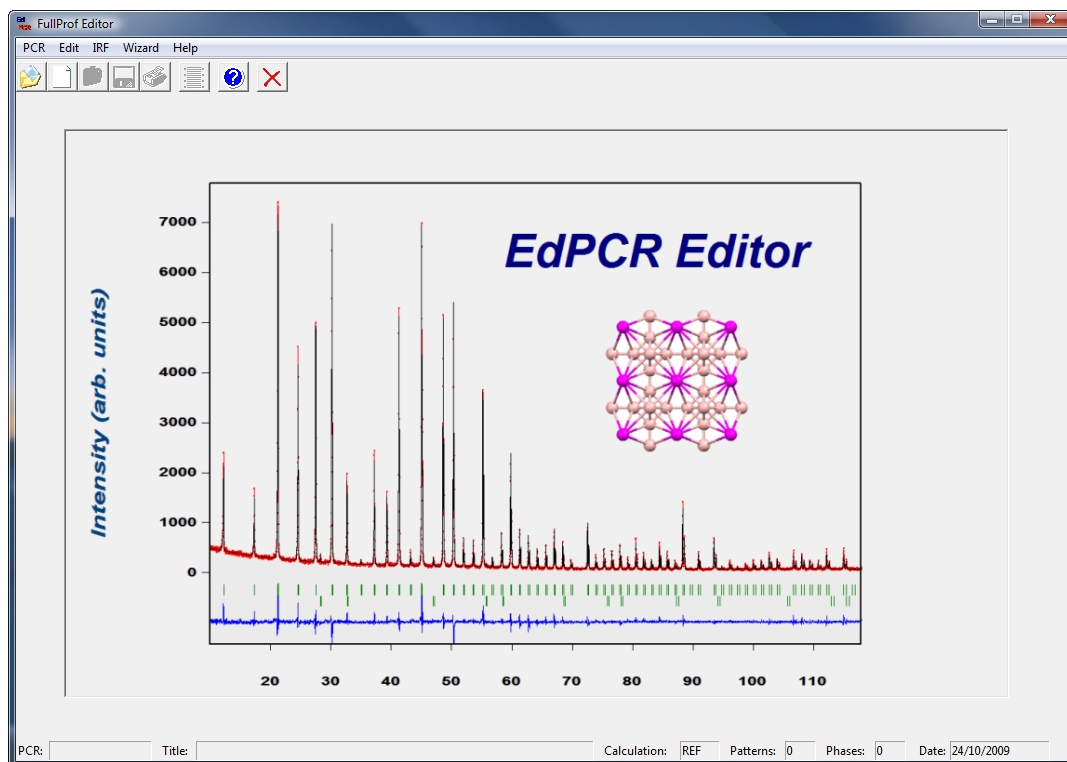 Ed
PCR
FullProf Editor
PCR Edit IRF Wizard Help
EdPCR Editor
Intensity (arb. units)
7000
6000
5000
4000
3000
2000
1000
0
20 30 40 50 60 70 80 90 100 110
PCR: Title: Calculation: REF Patterns: 0 Phases: 0 Date: 24/10/2009